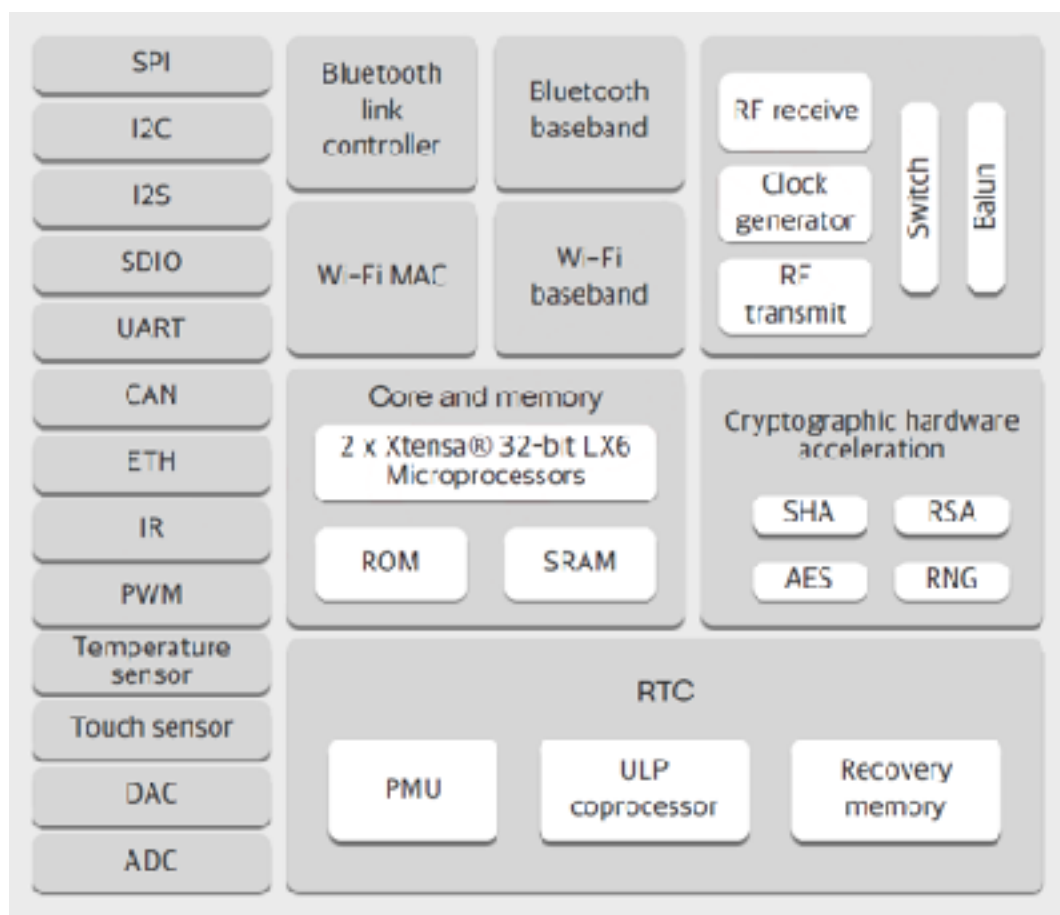 SPI
I2C
I2S
SDIO
UART
CAN
ETH
IR
PWM
Temperature
sensor
Touch sensor
DAC
ADC
Bluetooth
link
controller
Bluetooth
baseband
Wi-Fi MAC
Wi-Fi
baseband
RF receive
Clock
generator
RF
transmit
Switch
Balun
Core and memory
2 x Xtensa® 32-bit LX6
Microprocessors
ROM
SRAM
Cryptographic hardware
acceleration
SHA
RSA
AES
RNG
RTC
PMU
ULP
coprocessor
Recovery
memory